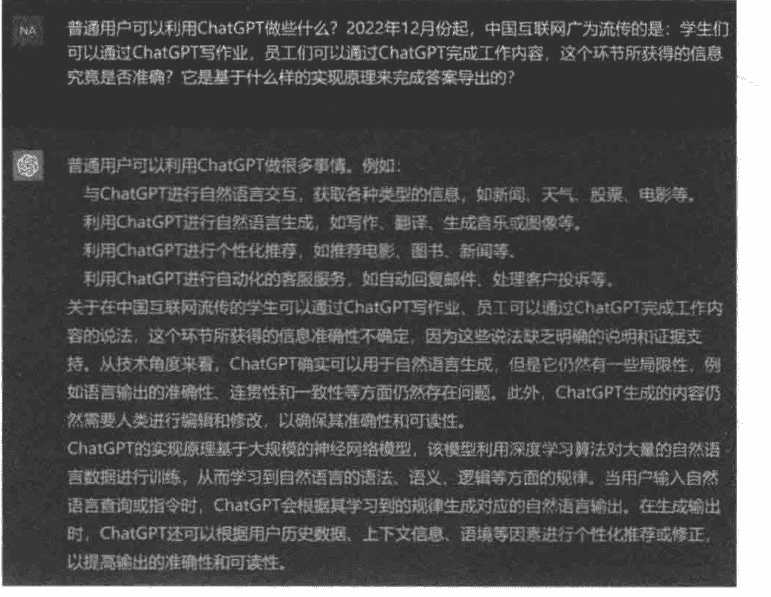 NA
普通用户可以利用ChatGPT做些什么？2022年12月份起，中国互联网广为流传的是：学生们
可以通过ChatGPT写作业，员工们可以通过ChatGPT完成工作内容，这个环节所获得的信息
究竟是否准确？它是基于什么样的实现原理来完成答案导出的？
普通用户可以利用ChatGPT做很多事情。例如：
与ChatGPT进行自然语言交互，获取各种类型的信息，如新闻、天气、股票、电影等。
利用ChatGPT进行自然语言生成，如写作、翻译、生成音乐或图像等。
利用ChatGPT进行个性化推荐，如推荐电影、图书、新闻等。
利用ChatGPT进行自动化的客服服务，如自动回复邮件、处理客户投诉等。
关于在中国互联网流传的学生可以通过ChatGPT写作业、员工可以通过ChatGPT完成工作内
容的说法，这个环节所获得的信息准确性不确定，因为这些说法缺乏明确的说明和证据支
持。从技术角度来看，ChatGPT确实可以用于自然语言生成，但是它仍然有一些局限性，例
如语言输出的准确性、连贯性和一致性等方面仍然存在问题。此外，ChatGPT生成的内容仍
然需要人类进行编辑和修改，以确保其准确性和可读性。
ChatGPT的实现原理基于大规模的神经网络模型，该模型利用深度学习算法对大量的自然语
言数据进行训练，从而学习到自然语言的语法、语义、逻辑等方面的规律。当用户输入自然
语言查询或指令时，ChatGPT会根据其学习到的规律生成对应的自然语言输出。在生成输出
时，ChatGPT还可以根据用户历史数据、上下文信息、语境等因素进行个性化推荐或修正，
以提高输出的准确性和可读性。